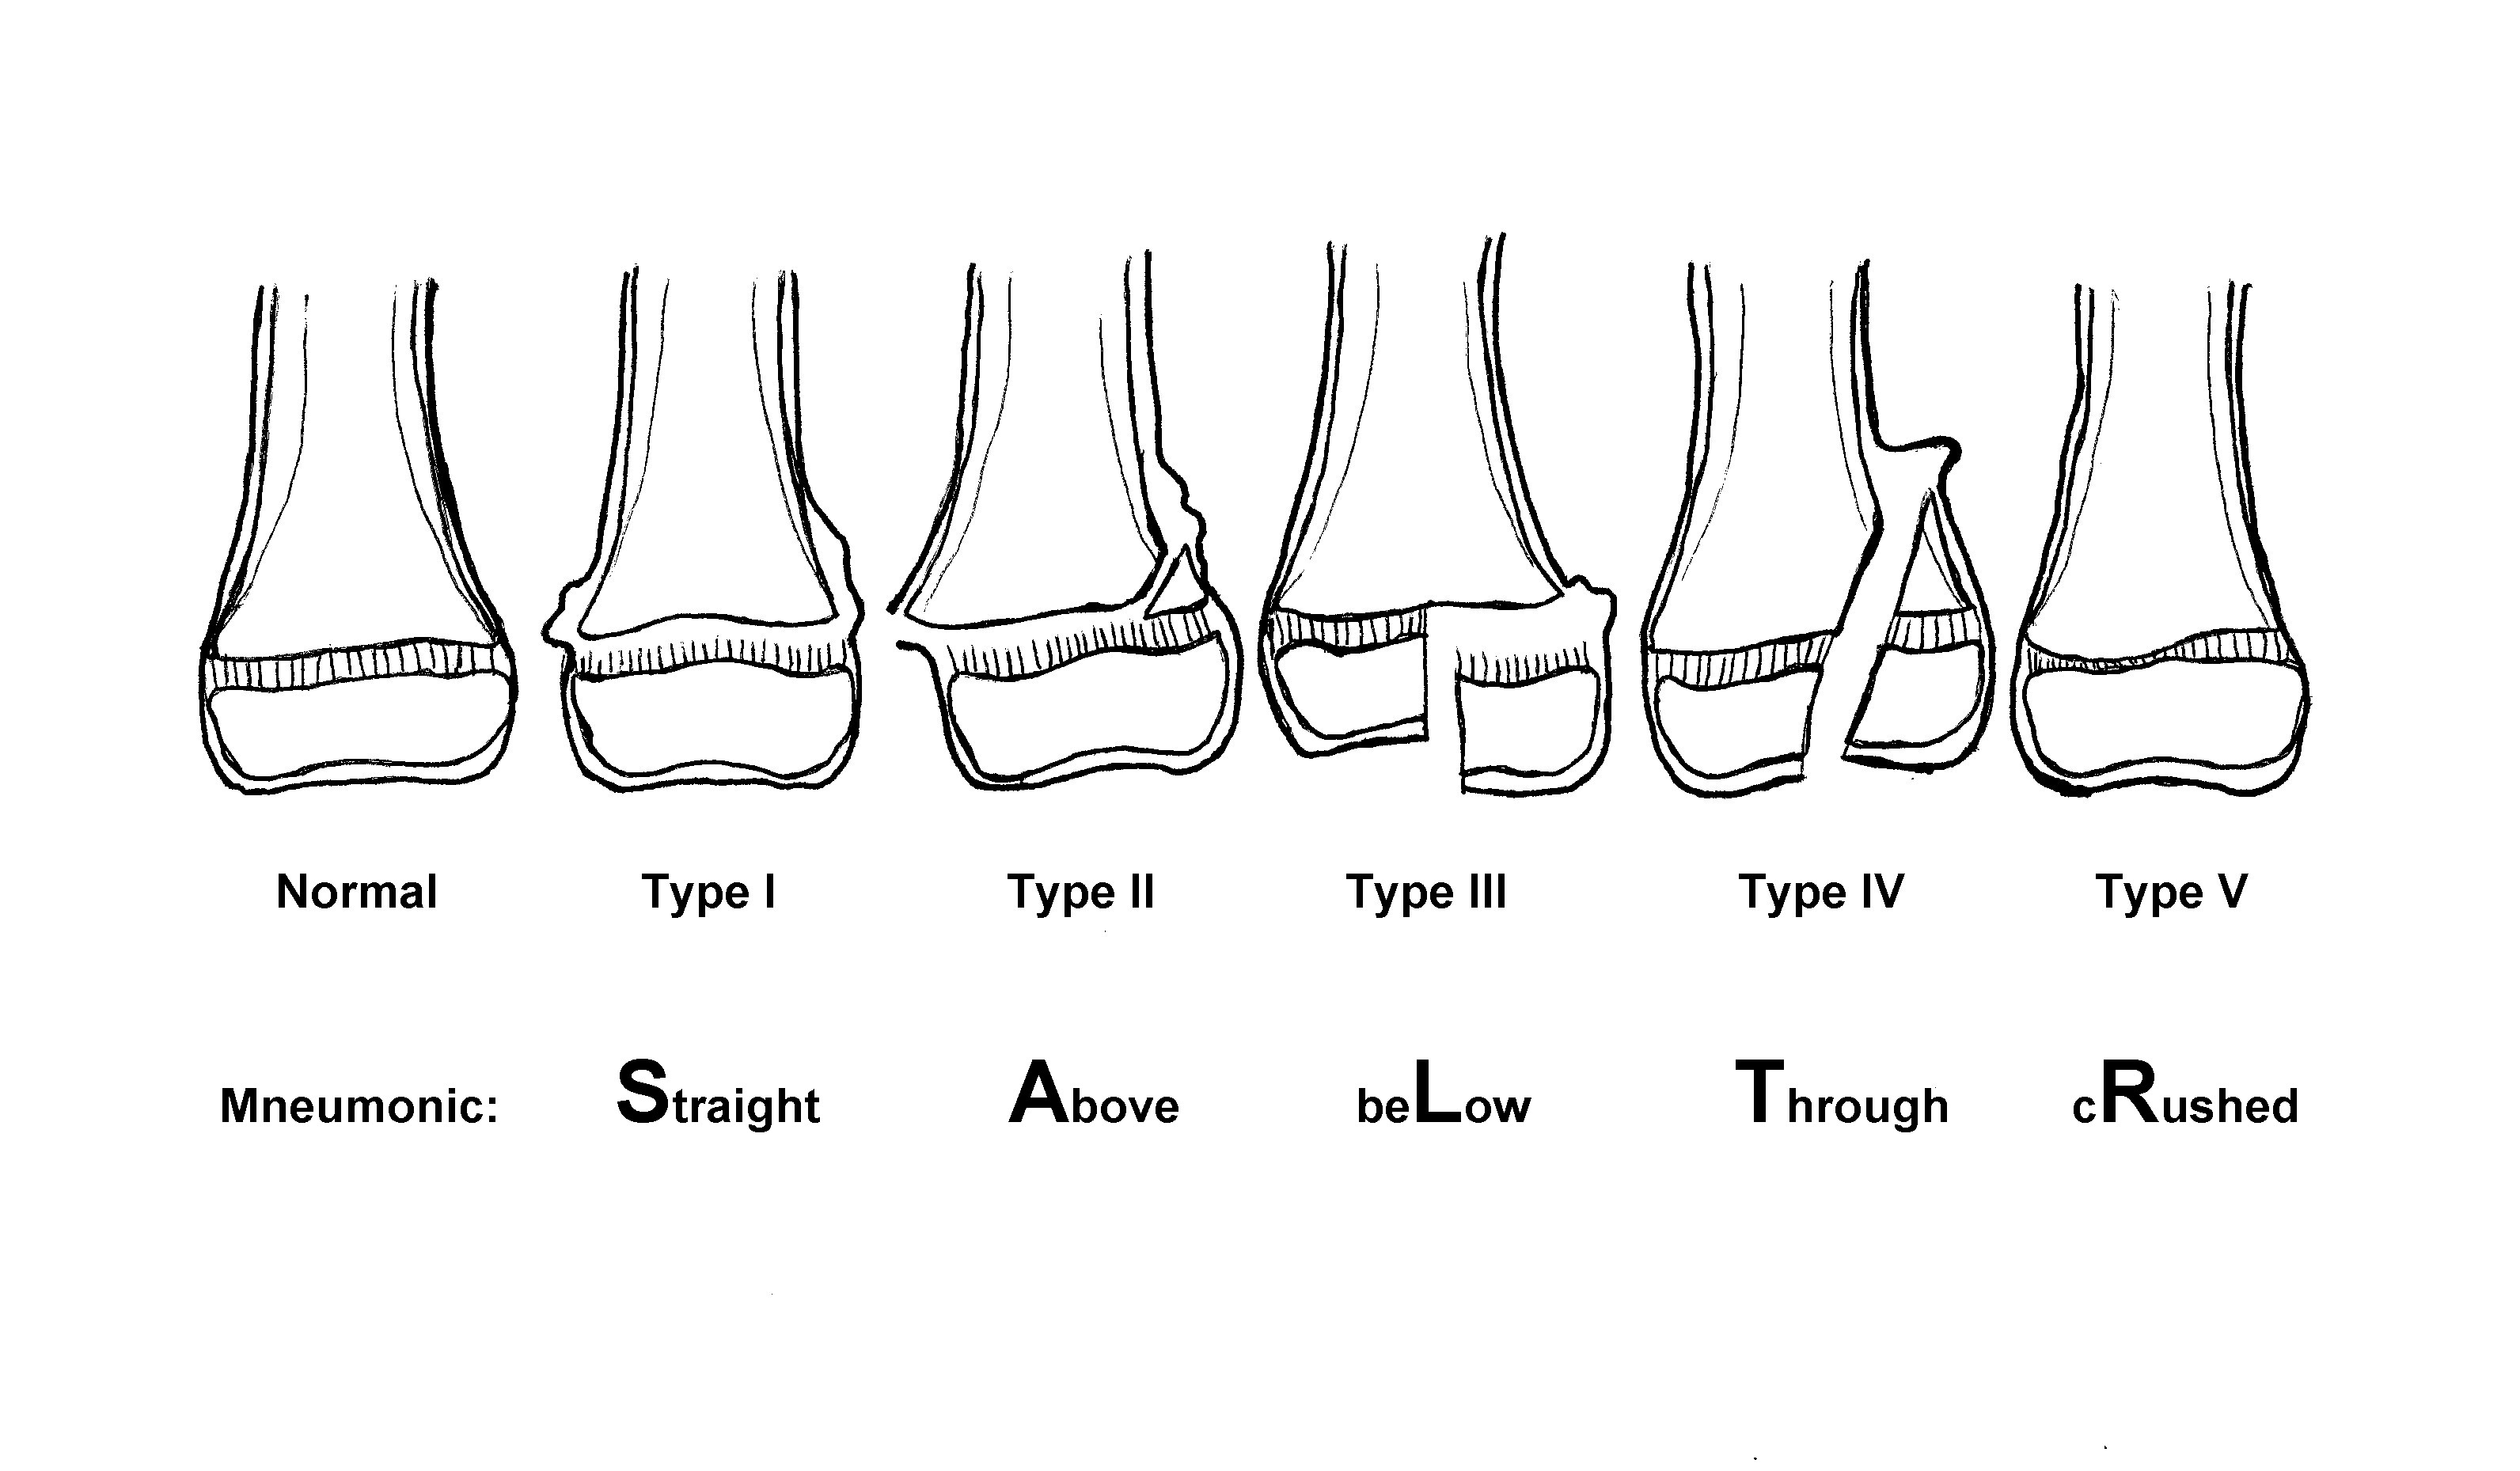 Normal Type I Type II Type III Type IV Type V
Mneumonic: Straight Above beLow Through cRushed